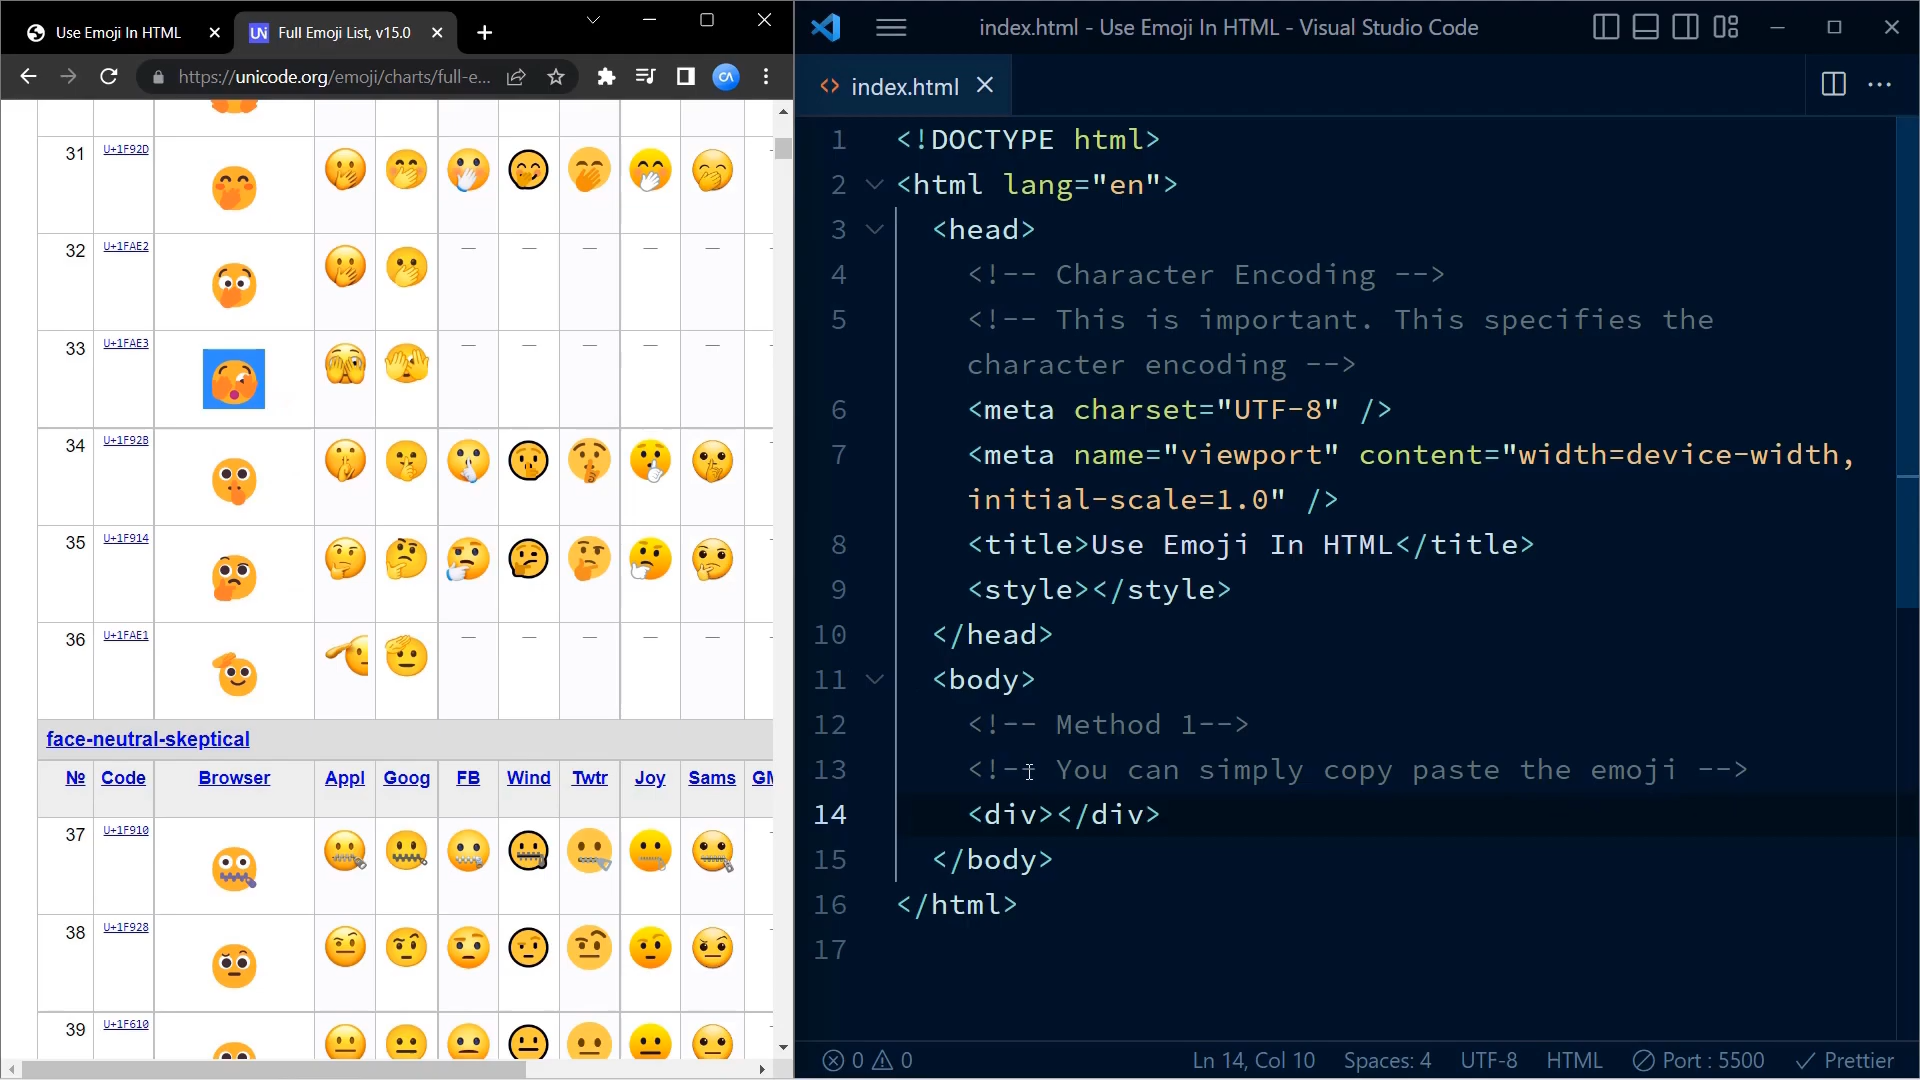 Use Emoji In HTML
UN Full Emoji List, v15.0
https://unicode.org/emoji/charts/full-e...
CA
31 U+1F92D
32 U+1FAE2 — — — — —
33 U+1FAE3 — — — — —
34 U+1F92B
35 U+1F914
36 U+1FAE1 — — — — —
face-neutral-skeptical
№ Code Browser Appl Goog FB Wind Twtr Joy Sams GM
37 U+1F910
38 U+1F928
39 U+1F610
index.html - Use Emoji In HTML - Visual Studio Code
index.html
1 <!DOCTYPE html>
2 <html lang="en">
3 <head>
4 <!-- Character Encoding -->
5 <!-- This is important. This specifies the
character encoding -->
6 <meta charset="UTF-8" />
7 <meta name="viewport" content="width=device-width,
initial-scale=1.0" />
8 <title>Use Emoji In HTML</title>
9 <style></style>
10 </head>
11 <body>
12 <!-- Method 1-->
13 <!-- You can simply copy paste the emoji -->
14 <div></div>
15 </body>
16 </html>
17
0 0 Ln 14, Col 10 Spaces: 4 UTF-8 HTML Port : 5500 Prettier